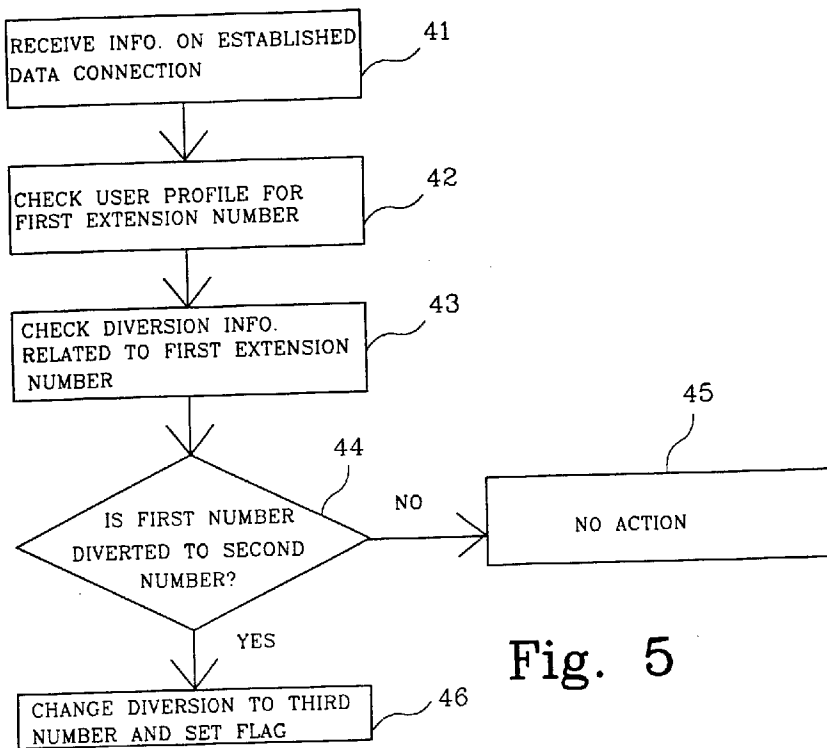 RECEIVE INFO. ON ESTABLISHED
DATA CONNECTION
41
CHECK USER PROFILE FOR
FIRST EXTENSION NUMBER
42
CHECK DIVERSION INFO.
RELATED TO FIRST EXTENSION
NUMBER
43
IS FIRST NUMBER
DIVERTED TO SECOND
NUMBER?
44
NO
45
NO ACTION
YES
CHANGE DIVERSION TO THIRD
NUMBER AND SET FLAG
46
Fig. 5